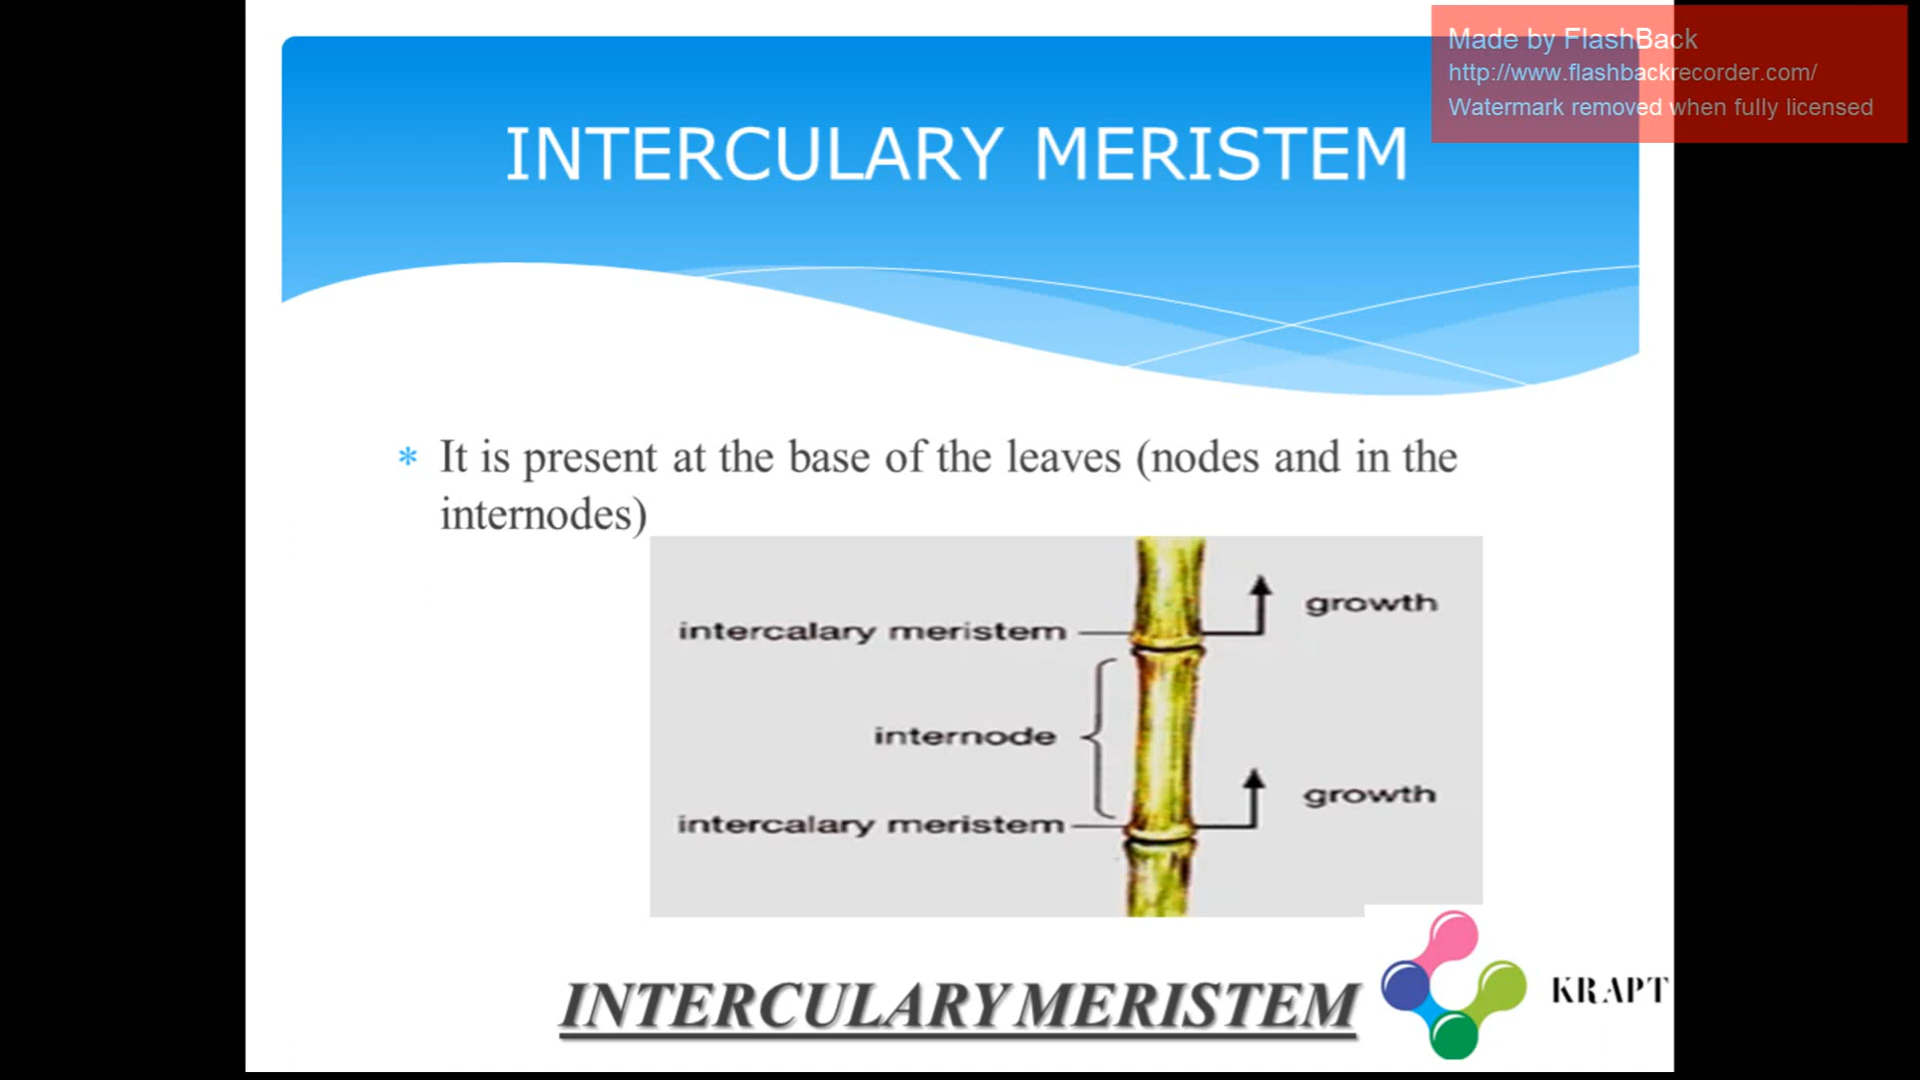 Made by FlashBack
http://www.flashbackrecorder.com/
Watermark removed when fully licensed
INTERCULARY MERISTEM
* It is present at the base of the leaves (nodes and in the
internodes)
growth
intercalary meristem
internode
growth
intercalary meristem
INTERCULARY MERISTEM
KRAPT